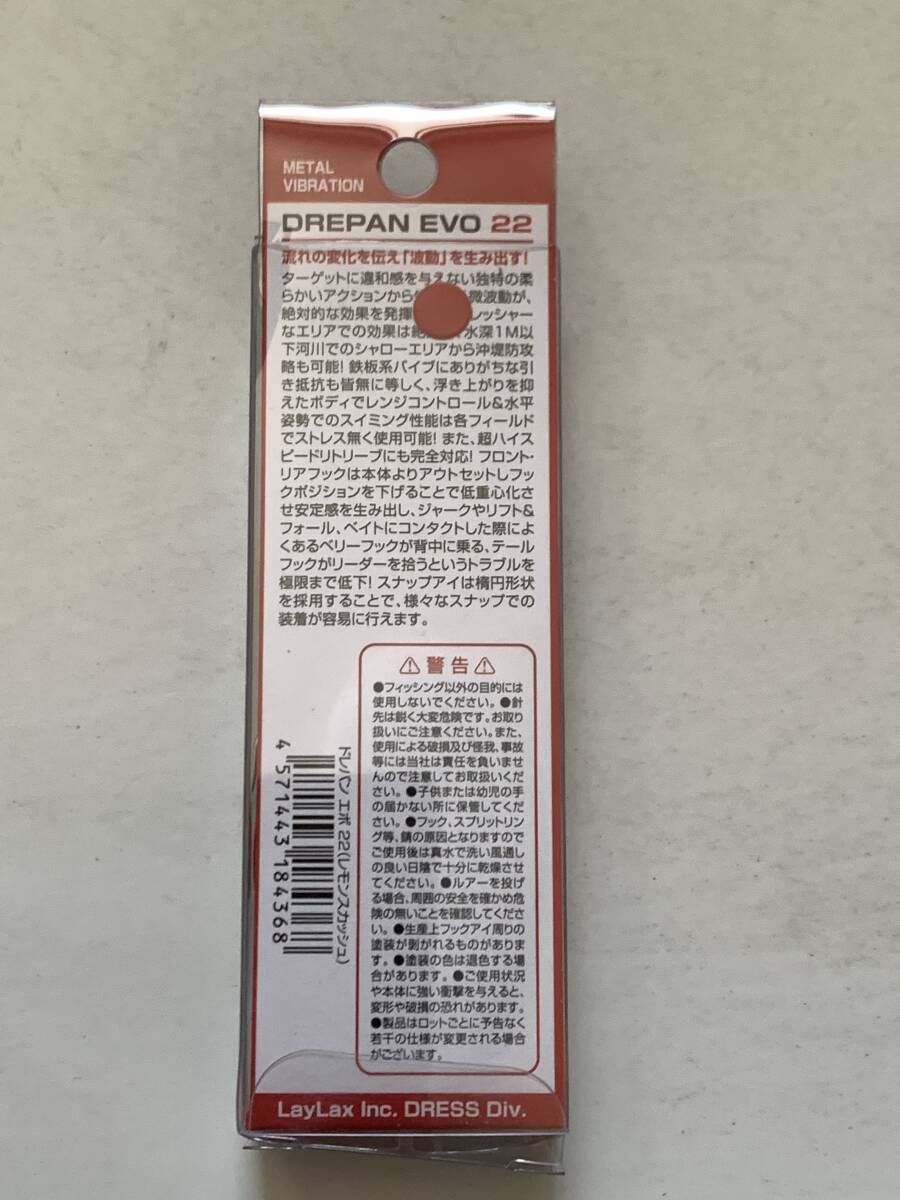 METAL
VIBRATION
DREPAN EVO 22
流れの変化を伝え「波動」を生み出す!
ターゲットに違和感を与えない独特の柔
らかいアクションから 微波動が、
絶対的な効果を発揮 レッシャー
なエリアでの効果は絶 水深1M以
下河川でのシャローエリアから沖堤防攻
略も可能! 鉄板系バイブにありがちな引
き抵抗も皆無に等しく、浮き上がりを抑
えたボディでレンジコントロール&水平
姿勢でのスイミング性能は各フィールド
でストレス無く使用可能! また、超ハイス
ピードリトリーブにも完全対応! フロント・
リアフックは本体よりアウトセットしフッ
クポジションを下げることで低重心化さ
せ安定感を生み出し、ジャークやリフト&
フォール、ベイトにコンタクトした際によ
くあるベリーフックが背中に乗る、テール
フックがリーダーを拾うというトラブルを
極限まで低下! スナップアイは楕円形状
を採用することで、様々なスナップでの
装着が容易に行えます。
⚠警告⚠
●フィッシング以外の目的には
使用しないでください。●針
先は鋭く大変危険です。お取り
扱いにご注意ください。また、
使用による破損及び怪我、事故
等には当社は責任を負いませ
んので注意してお取扱いくだ
さい。●子供または幼児の手
の届かない所に保管してくだ
さい。●フック、スプリットリン
グ等、錆の原因となりますので
ご使用後は真水で洗い風通し
の良い日陰で十分に乾燥させ
てください。●ルアーを投げ
る場合、周囲の安全を確かめ危
険の無いことを確認してくださ
い。●生産上フックアイ周りの
塗装が剥がれるものがありま
す。●塗装の色は退色する場
合があります。●ご使用状況
や本体に強い衝撃を与えると、
変形や破損の恐れがあります。
●製品はロットごとに予告なく
若干の仕様が変更される場合
がございます。
ドレパン エボ 22(レモンスカッシュ)
4 571443 184368
LayLax Inc. DRESS Div.